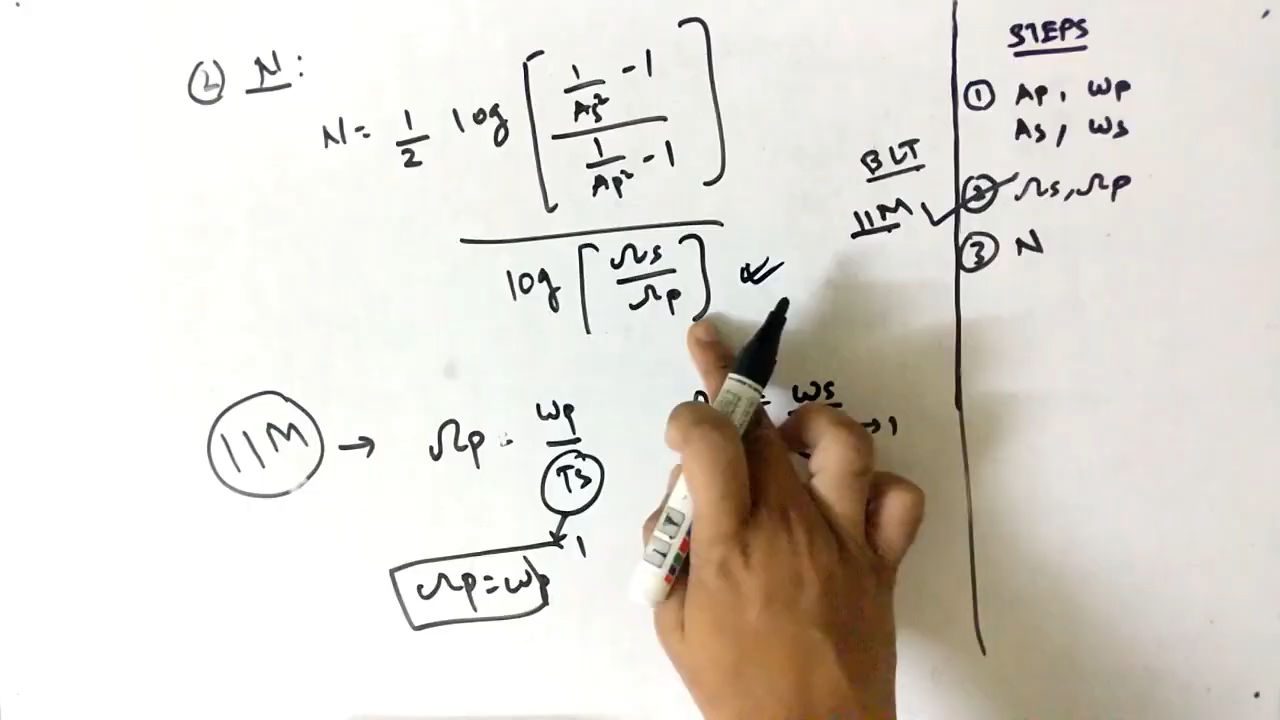 ② N :
N = 1/2 log [ (1/As² - 1) / (1/Ap² - 1) ]
log [ Ωs / Ωp ]
IIM → Ωp = ωp / Ts
= ωs
→ 1
1
Ωp = ωp
BLT
IIM
STEPS
① Ap, ωp
As, ωs
② Ωs, Ωp
③ N